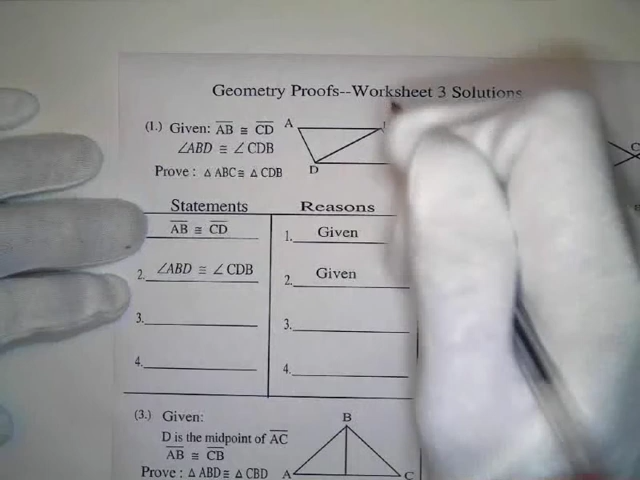 Geometry Proofs--Worksheet 3 Solutions
(1.) Given: AB ≅ CD
∠ABD ≅ ∠CDB
Prove : △ ABC ≅ △ CDB
A
D
C
Statements
Reasons
AB ≅ CD
1. Given
2. ∠ABD ≅ ∠CDB
2. Given
3.
3.
4.
4.
(3.) Given:
D is the midpoint of AC
AB ≅ CB
Prove : △ ABD ≅ △ CBD
B
A
C